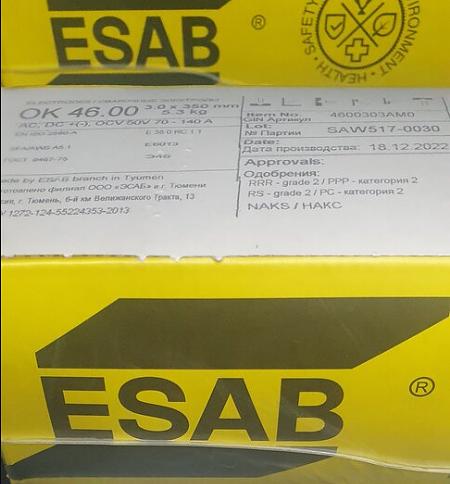 ESAB ®
SAFETY
ENVIRONMENT · HEALTH ·
ELECTRODES / СВАРОЧНЫЕ ЭЛЕКТРОДЫ
OK 46.00 3.0 x 350 mm
5.3 kg
AC, DC +(-), OCV 50V 70 - 140 A
EN ISO 2560-A E 38 0 RC 1 1
SFA/AWS A5.1 E6013
ГОСТ 9467-75 Э46
Made by ESAB branch in Tyumen
филиал ООО «ЭСАБ» в г. Тюмени
г. Тюмень, 6-й км Велижанского Тракта, 13
1272-124-55224353-2013
Item No. 4600303AM0
GIN Артикул
Lot: SAW517-0030
№ Партии
Date: 18.12.2022
Дата производства:
Approvals:
Одобрения:
RRR - grade 2 / РРР - категория 2
RS - grade 2 / РС - категория 2
NAKS / НАКС
ESAB ®